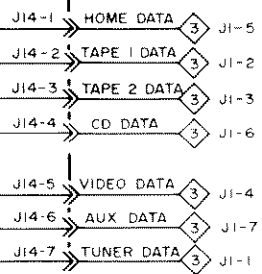 J14-1 HOME DATA 3 J1-5
J14-2 TAPE 1 DATA 3 J1-2
J14-3 TAPE 2 DATA 3 J1-3
J14-4 CD DATA 3 J1-6
J14-5 VIDEO DATA 3 J1-4
J14-6 AUX DATA 3 J1-7
J14-7 TUNER DATA 3 J1-1